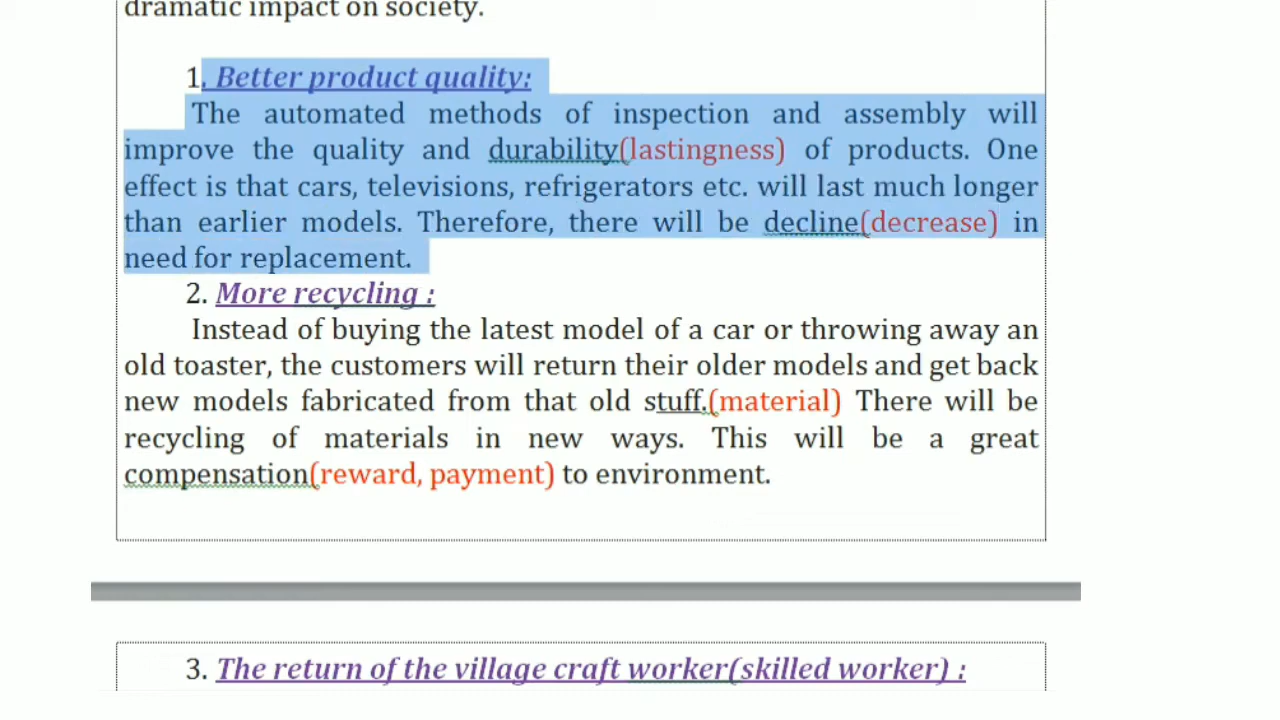 dramatic impact on society.
1. Better product quality:
The automated methods of inspection and assembly will
improve the quality and durability(lastingness) of products. One
effect is that cars, televisions, refrigerators etc. will last much longer
than earlier models. Therefore, there will be decline(decrease) in
need for replacement.
2. More recycling :
Instead of buying the latest model of a car or throwing away an
old toaster, the customers will return their older models and get back
new models fabricated from that old stuff.(material) There will be
recycling of materials in new ways. This will be a great
compensation(reward, payment) to environment.
3. The return of the village craft worker(skilled worker) :